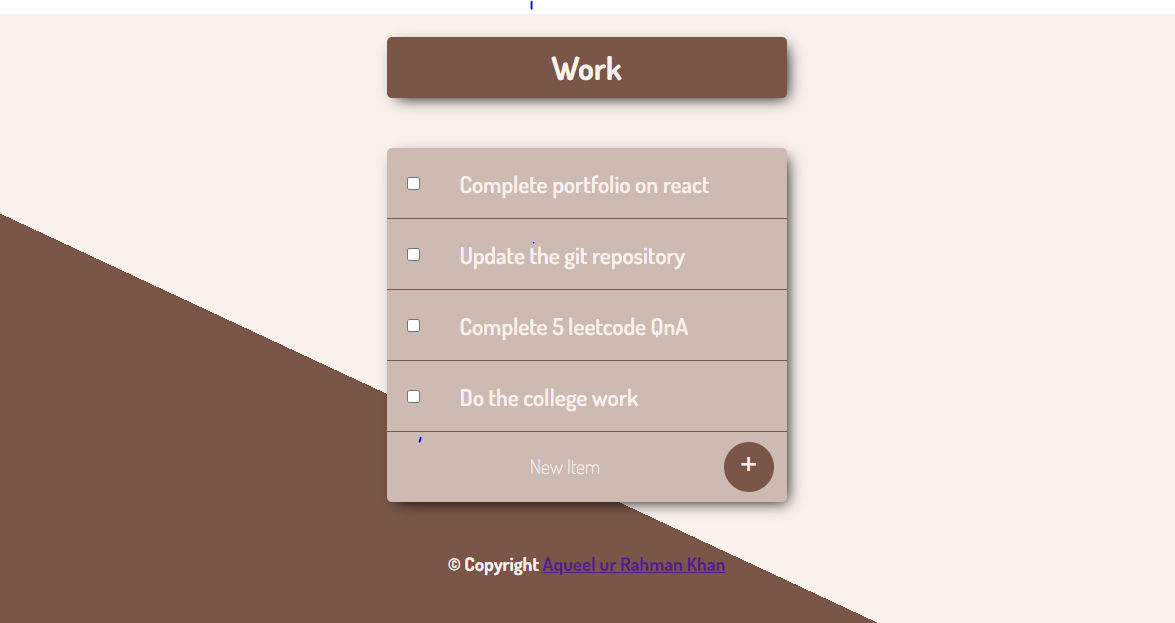 Work
Complete portfolio on react
Update the git repository
Complete 5 leetcode QnA
Do the college work
New Item
+
© Copyright Aqueel ur Rahman Khan